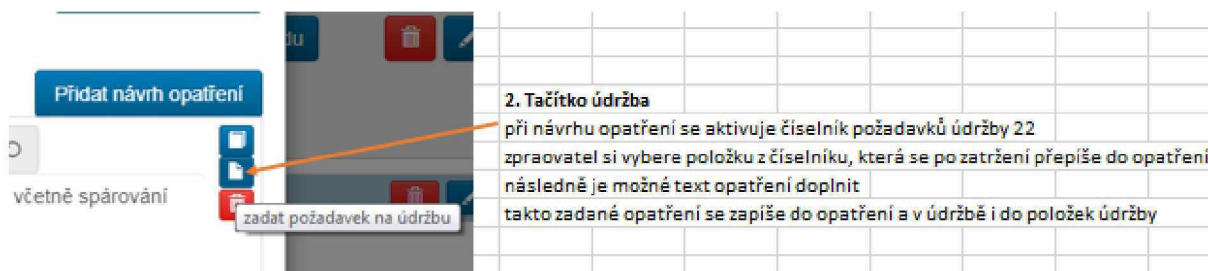 du
Přidat návrh opatření
včetně spárování
zadat požadavek na údržbu
2. Tačítko údržba
při návrhu opatření se aktivuje číselník požadavků údržby 22
zpraovatel si vybere položku z číselníku, která se po zatržení přepíše do opatření
následně je možné text opatření doplnit
takto zadané opatření se zapíše do opatření a v údržbě i do položek údržby